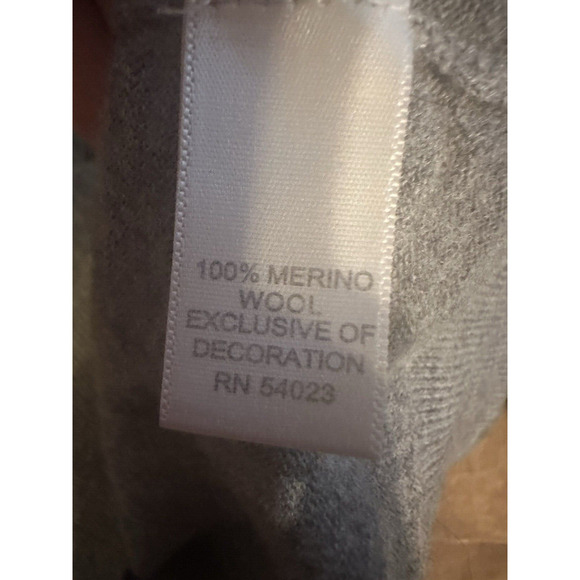 100% MERINO
WOOL
EXCLUSIVE OF
DECORATION
RN 54023